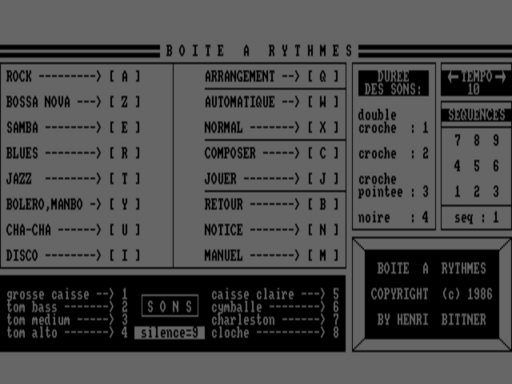 BOITE A RYTHMES
ROCK ---------> [ A ]
BOSSA NOVA ---> [ Z ]
SAMBA --------> [ E ]
BLUES --------> [ R ]
JAZZ ---------> [ T ]
BOLERO,MANBO -> [ Y ]
CHA-CHA ------> [ U ]
DISCO --------> [ I ]
ARRANGEMENT --> [ Q ]
AUTOMATIQUE --> [ W ]
NORMAL -------> [ X ]
COMPOSER -----> [ C ]
JOUER --------> [ J ]
RETOUR -------> [ B ]
NOTICE -------> [ N ]
MANUEL -------> [ M ]
DUREE
DES SONS:
double
croche : 1
croche : 2
croche
pointee : 3
noire : 4
←TEMPO→
10
SEQUENCES
7 8 9
4 5 6
1 2 3
seq : 1
grosse caisse --> 1
tom bass -------> 2
tom medium -----> 3
tom alto -------> 4
SONS
silence=9
caisse claire ---> 5
cymballe --------> 6
charleston ------> 7
cloche ----------> 8
BOITE A RYTHMES
COPYRIGHT (c) 1986
BY HENRI BITTNER